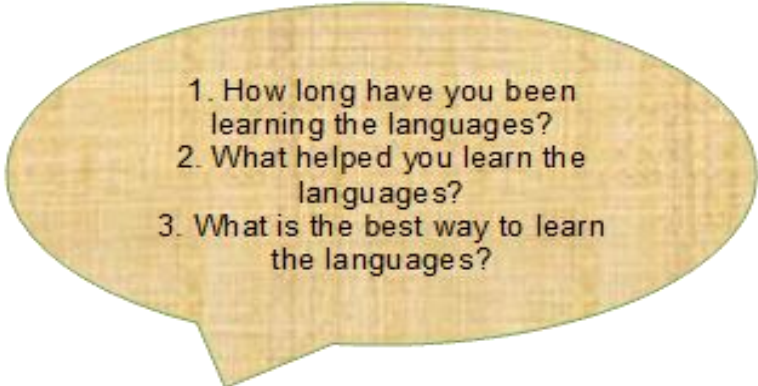 1. How long have you been
learning the languages?
2. What helped you learn the
languages?
3. What is the best way to learn
the languages?